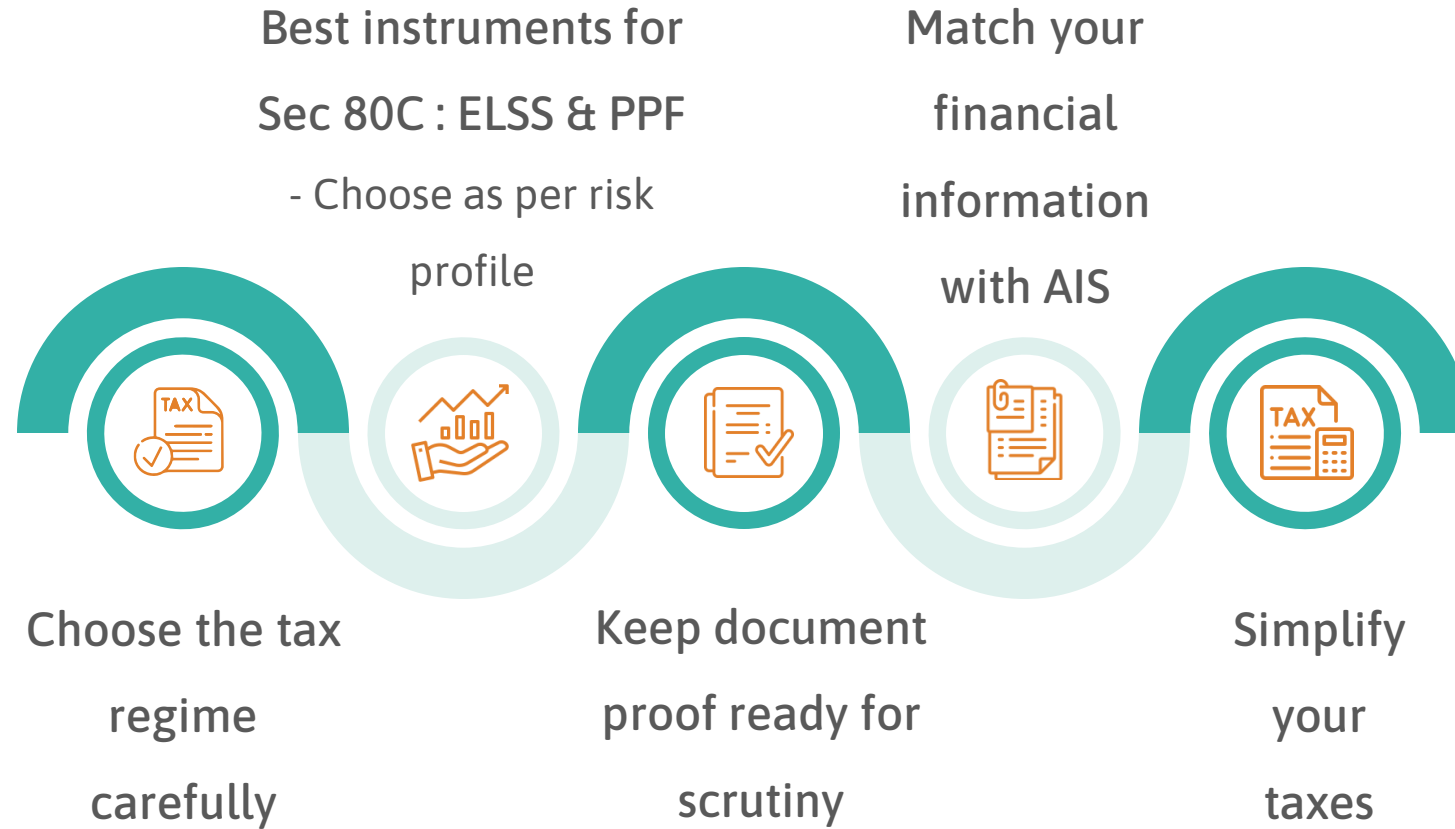 Best instruments for
Sec 80C : ELSS & PPF
- Choose as per risk
profile
Match your
financial
information
with AIS
TAX
TAX
Choose the tax
regime
carefully
Keep document
proof ready for
scrutiny
Simplify
your
taxes